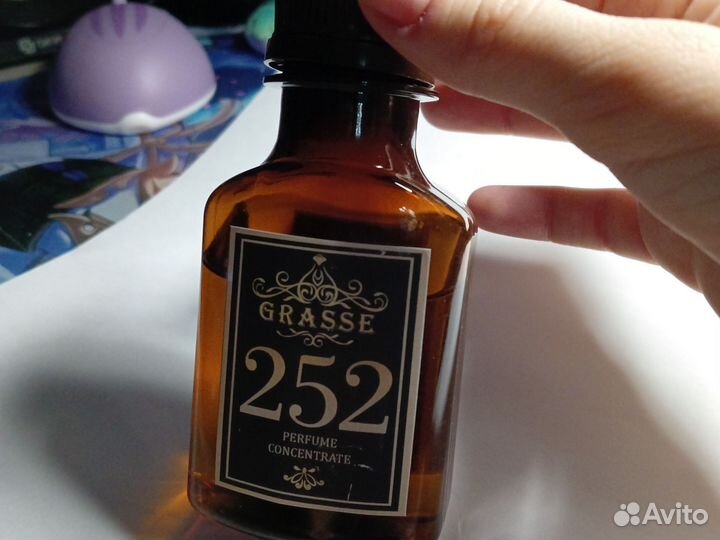 GRASSE
252
PERFUME
CONCENTRATE
Avito